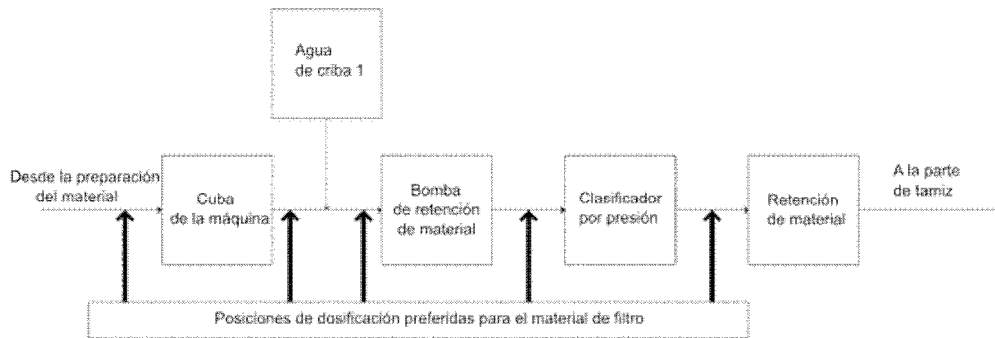 Agua
de criba 1
Desde la preparación
del material
Cuba
de la máquina
Bomba
de retención
de material
Clasificador
por presión
Retención
de material
A la parte
de tamiz
Posiciones de dosificación preferidas para el material de filtro